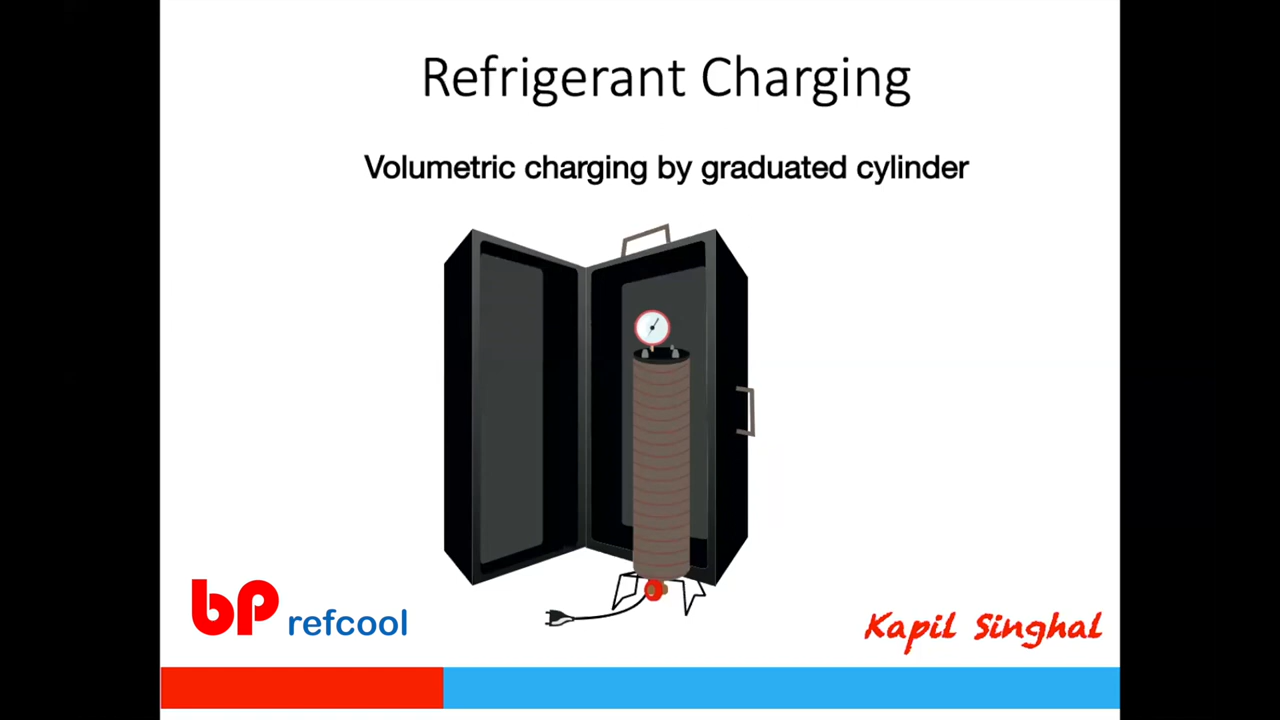 Refrigerant Charging
Volumetric charging by graduated cylinder
bp refcool
Kapil Singhal